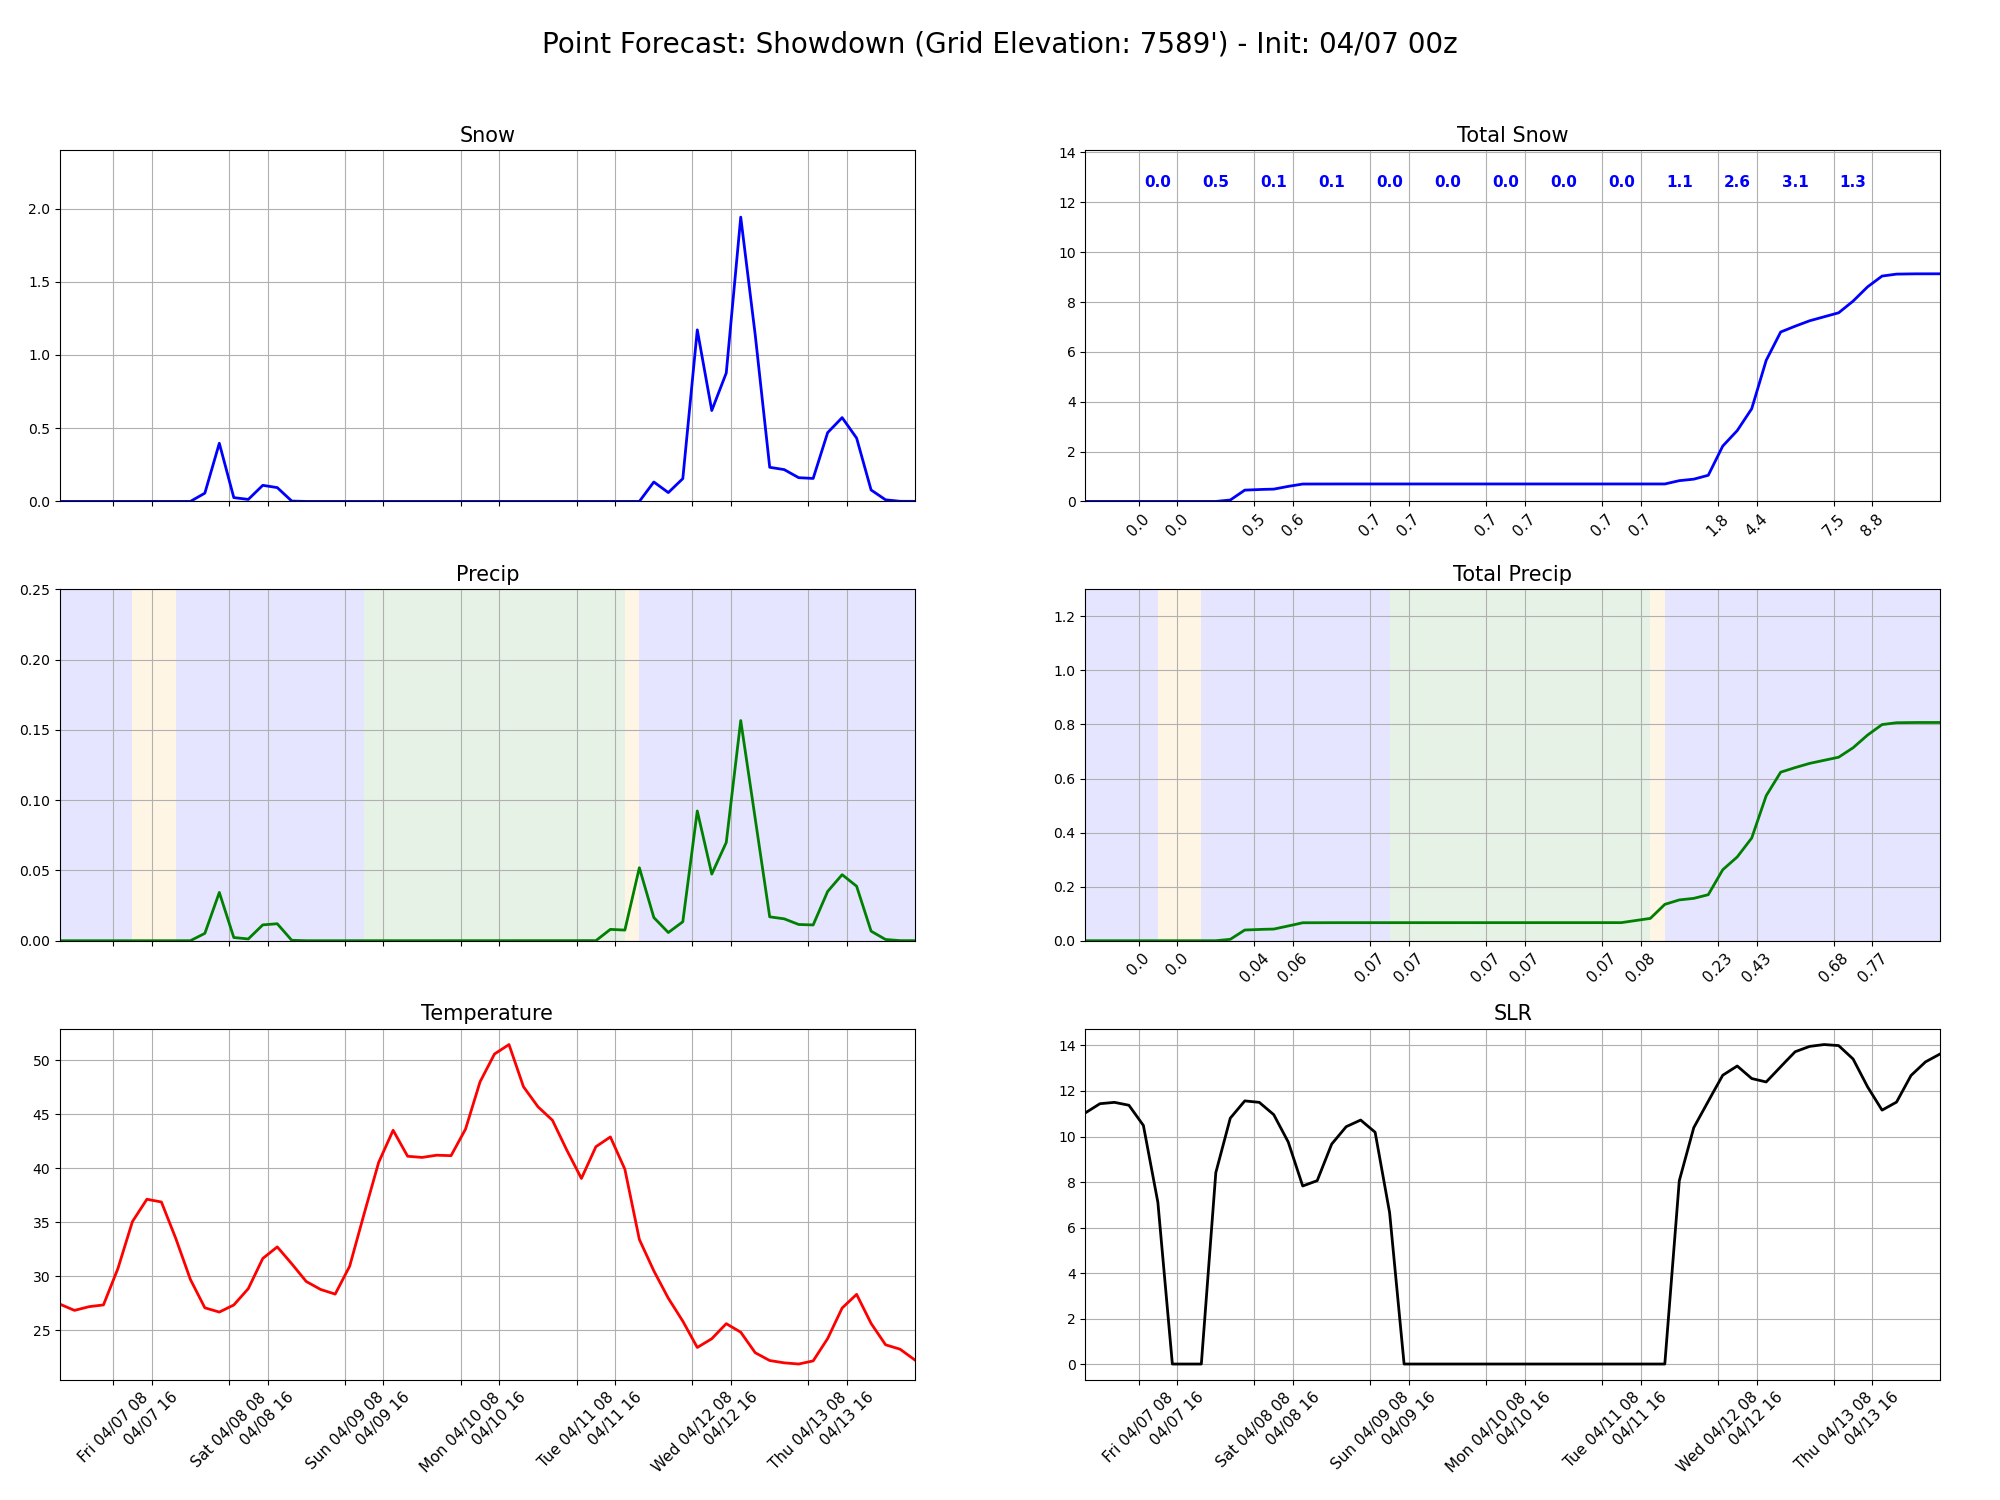 Point Forecast: Showdown (Grid Elevation: 7589') - Init: 04/07 00z
Snow
2.0
1.5
1.0
0.5
0.0
Total Snow
14
12
10
8
6
4
2
0
0.0 0.5 0.1 0.1 0.0 0.0 0.0 0.0 0.0 1.1 2.6 3.1 1.3
0.0 0.0 0.5 0.6 0.7 0.7 0.7 0.7 0.7 0.7 1.8 4.4 7.5 8.8
Precip
0.25
0.20
0.15
0.10
0.05
0.00
Total Precip
1.2
1.0
0.8
0.6
0.4
0.2
0.0
0.0 0.0 0.04 0.06 0.07 0.07 0.07 0.07 0.07 0.08 0.23 0.43 0.68 0.77
Temperature
50
45
40
35
30
25
Fri 04/07 08
04/07 16
Sat 04/08 08
04/08 16
Sun 04/09 08
04/09 16
Mon 04/10 08
04/10 16
Tue 04/11 08
04/11 16
Wed 04/12 08
04/12 16
Thu 04/13 08
04/13 16
SLR
14
12
10
8
6
4
2
0
Fri 04/07 08
04/07 16
Sat 04/08 08
04/08 16
Sun 04/09 08
04/09 16
Mon 04/10 08
04/10 16
Tue 04/11 08
04/11 16
Wed 04/12 08
04/12 16
Thu 04/13 08
04/13 16